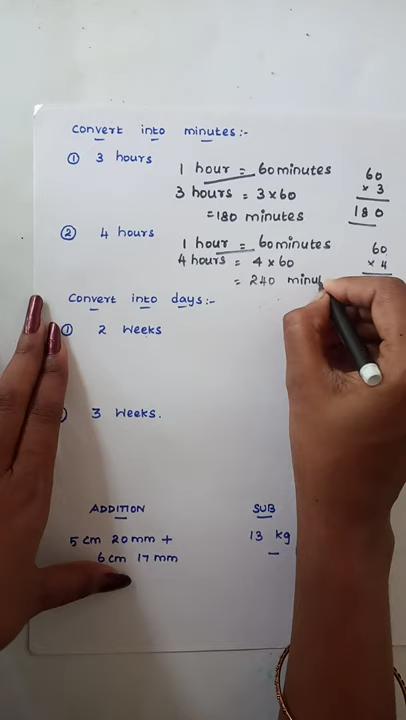 Convert into minutes:-
① 3 hours
1 hour = 60 minutes
3 hours = 3 × 60
= 180 minutes
60
× 3
180
② 4 hours
1 hour = 60 minutes
4 hours = 4 × 60
= 240 minu
60
× 4
Convert into days:-
① 2 Weeks
3 Weeks.
ADDITION
5 cm 20 mm +
6 cm 17 mm
SUB
13 kg